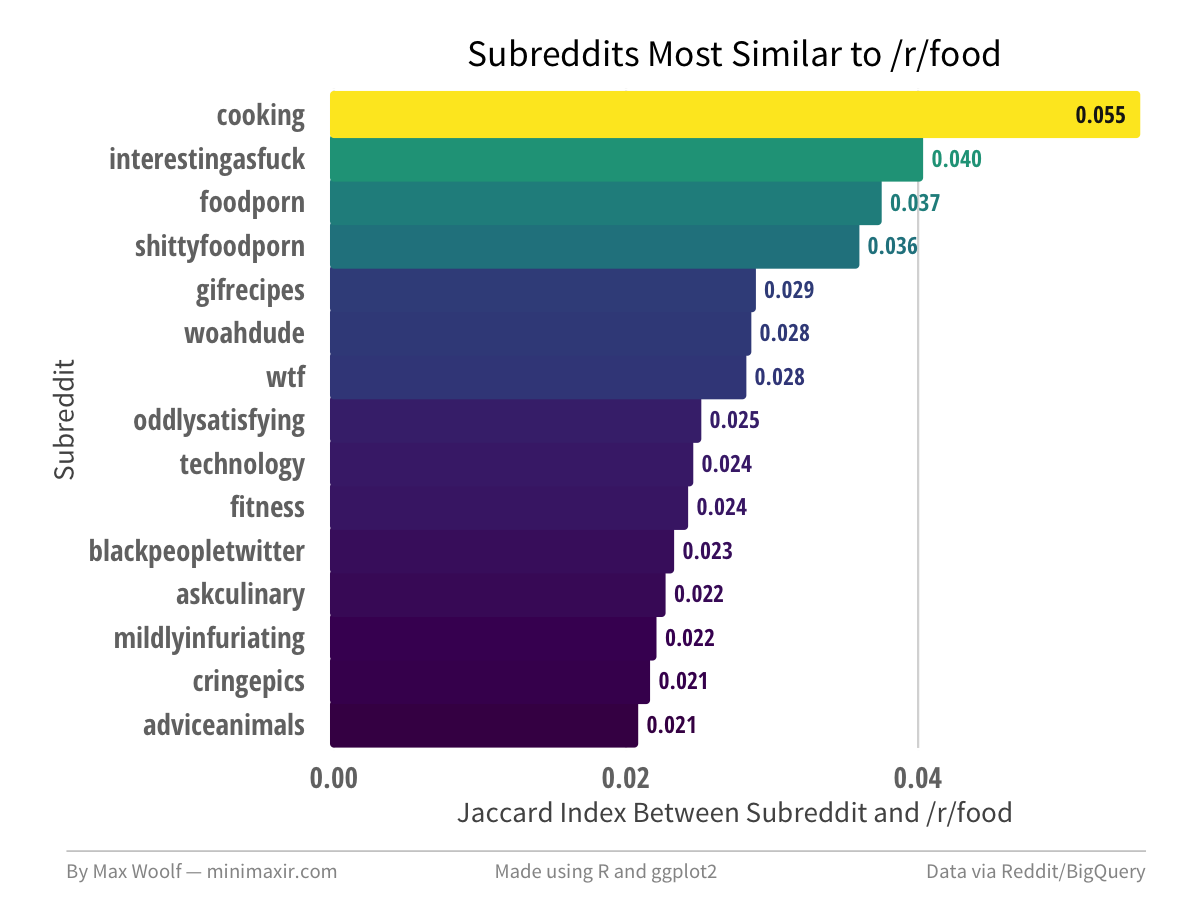 Subreddits Most Similar to /r/food
cooking 0.055
interestingasfuck 0.040
foodporn 0.037
shittyfoodporn 0.036
gifrecipes 0.029
woahdude 0.028
wtf 0.028
oddlysatisfying 0.025
technology 0.024
fitness 0.024
blackpeopletwitter 0.023
askculinary 0.022
mildlyinfuriating 0.022
cringepics 0.021
adviceanimals 0.021
Subreddit
0.00 0.02 0.04
Jaccard Index Between Subreddit and /r/food
By Max Woolf — minimaxir.com Made using R and ggplot2 Data via Reddit/BigQuery